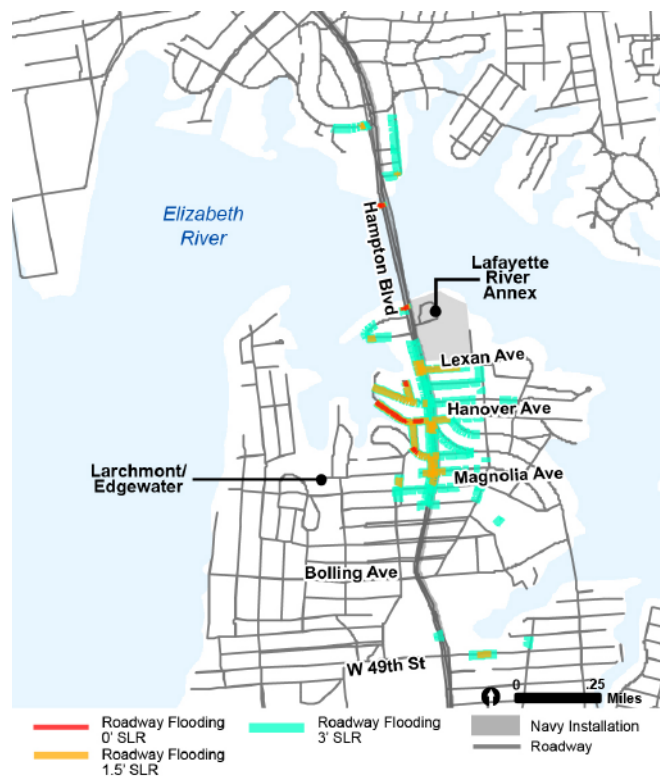 Elizabeth
River
Hampton Blvd
Lafayette
River
Annex
Lexan Ave
Hanover Ave
Larchmont/
Edgewater
Magnolia Ave
Bolling Ave
W 49th St
0 .25
Miles
Roadway Flooding
0' SLR
Roadway Flooding
1.5' SLR
Roadway Flooding
3' SLR
Navy Installation
Roadway